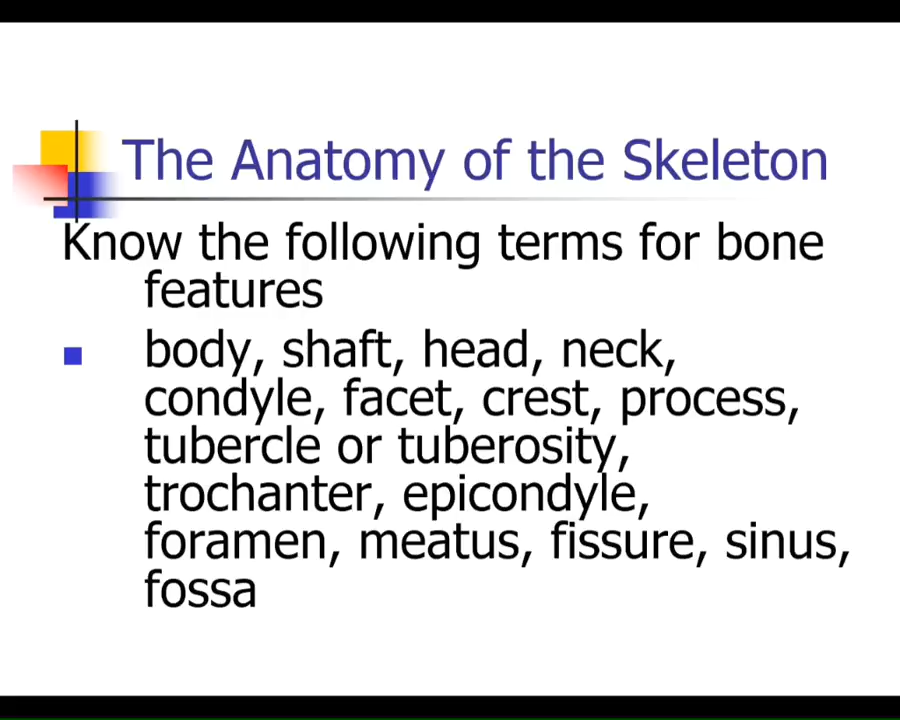 The Anatomy of the Skeleton
Know the following terms for bone
features
body, shaft, head, neck,
condyle, facet, crest, process,
tubercle or tuberosity,
trochanter, epicondyle,
foramen, meatus, fissure, sinus,
fossa